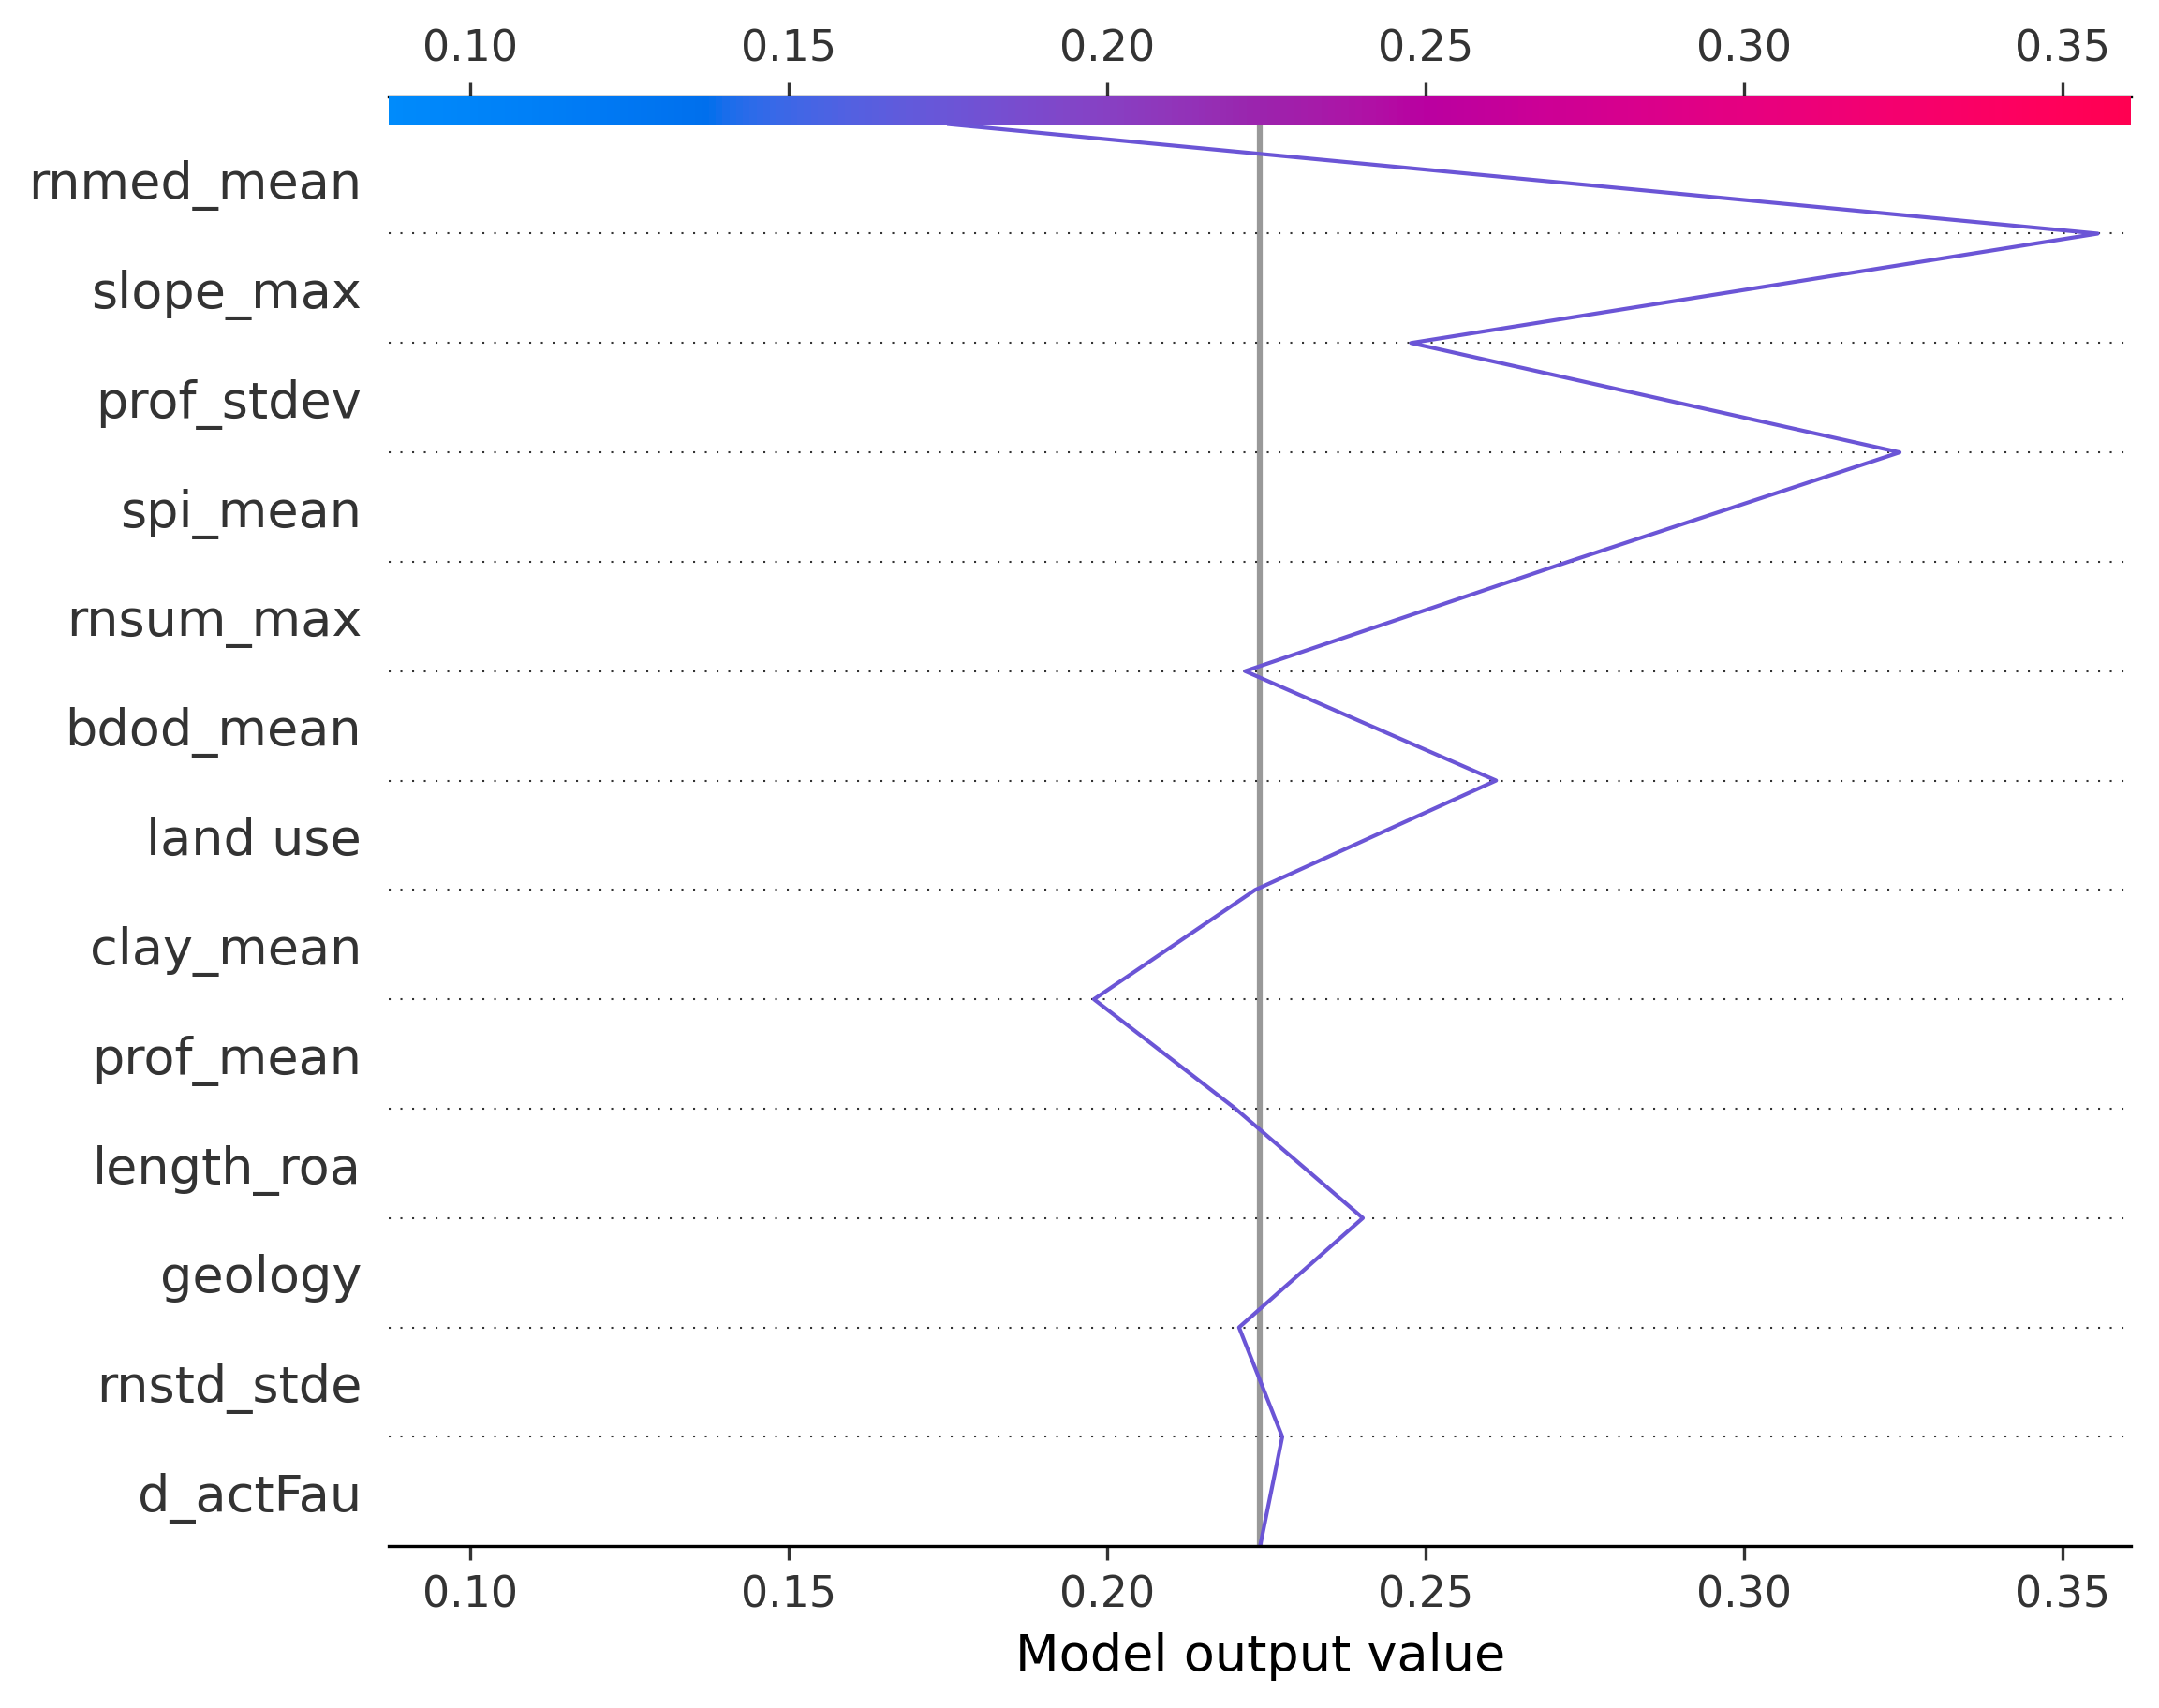 0.10 0.15 0.20 0.25 0.30 0.35
rnmed_mean
slope_max
prof_stdev
spi_mean
rnsum_max
bdod_mean
land use
clay_mean
prof_mean
length_roa
geology
rnstd_stde
d_actFau
0.10 0.15 0.20 0.25 0.30 0.35
Model output value